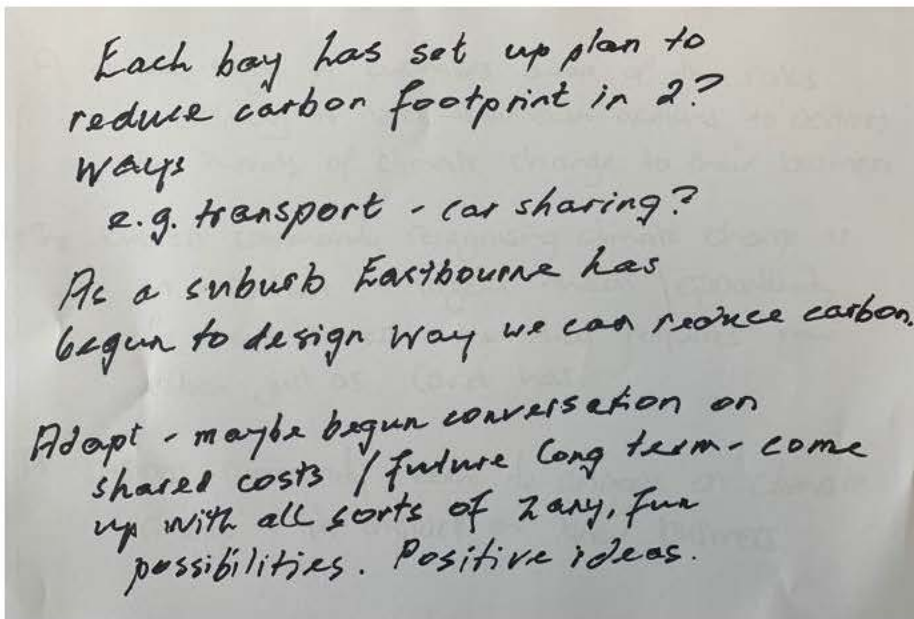 Each bay has set up plan to
reduce carbon footprint in 2?
ways
e.g. transport - car sharing?
As a suburb Eastbourne has
begun to design way we can reduce carbon.
Adapt - maybe begun conversation on
shared costs / future long term - come
up with all sorts of zany, fun
possibilities. Positive ideas.